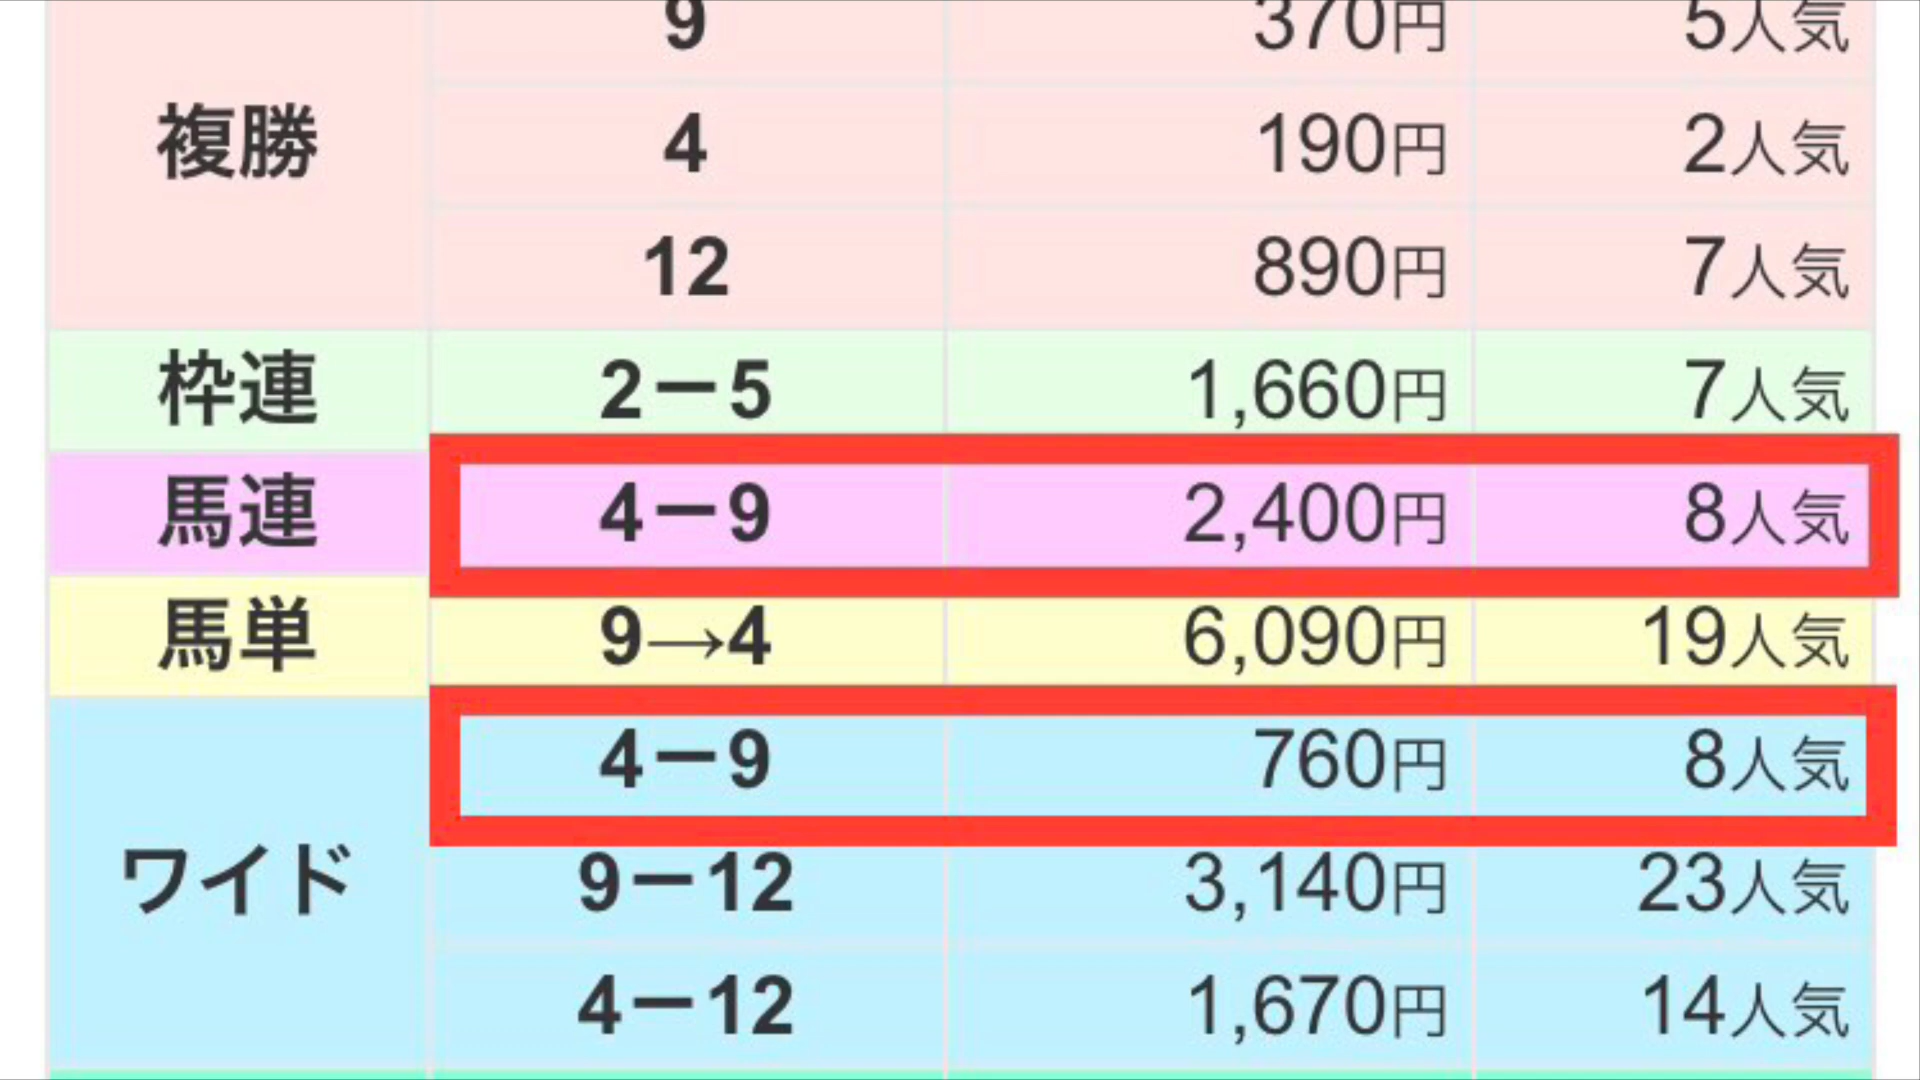 9 370円 5人気
複勝 4 190円 2人気
12 890円 7人気
枠連 2－5 1,660円 7人気
馬連 4－9 2,400円 8人気
馬単 9→4 6,090円 19人気
4－9 760円 8人気
ワイド 9－12 3,140円 23人気
4－12 1,670円 14人気